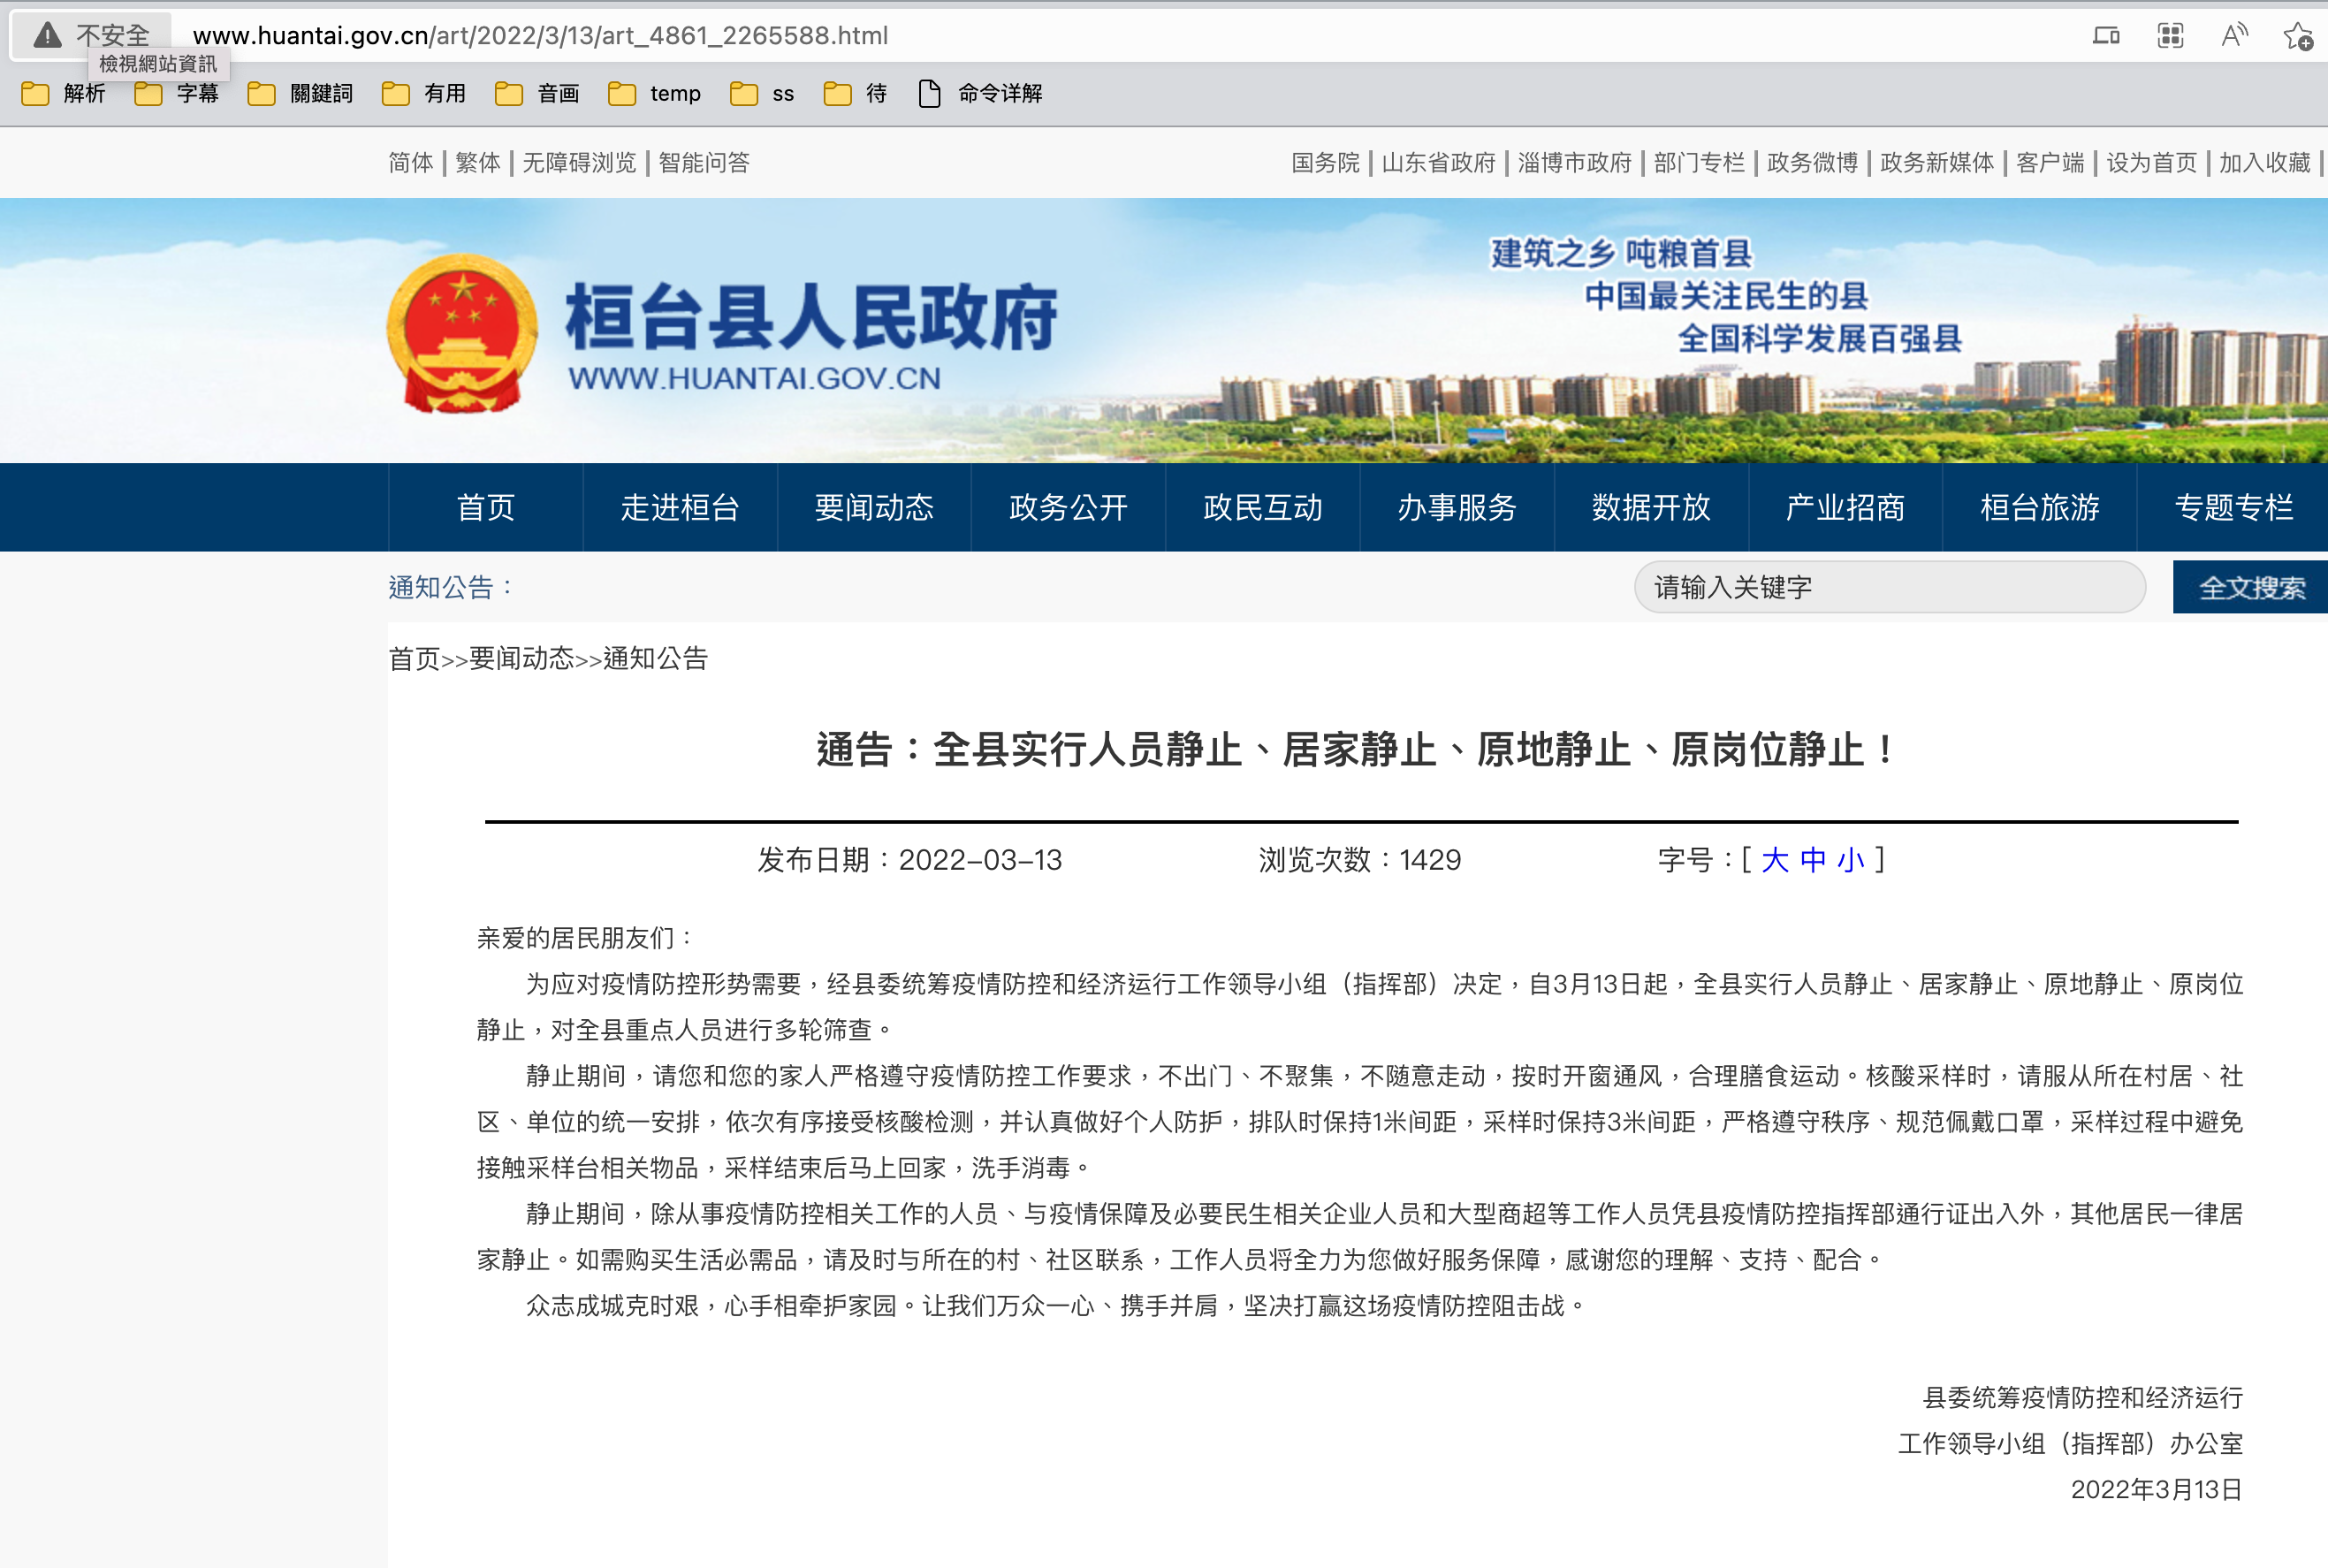 不安全 www.huantai.gov.cn/art/2022/3/13/art_4861_2265588.html
檢視網站資訊
解析 字幕 關鍵詞 有用 音画 temp ss 待 命令详解
简体 | 繁体 | 无障碍浏览 | 智能问答 国务院 | 山东省政府 | 淄博市政府 | 部门专栏 | 政务微博 | 政务新媒体 | 客户端 | 设为首页 | 加入收藏 |
建筑之乡 吨粮首县
中国最关注民生的县
全国科学发展百强县
桓台县人民政府
WWW.HUANTAI.GOV.CN
首页 走进桓台 要闻动态 政务公开 政民互动 办事服务 数据开放 产业招商 桓台旅游 专题专栏
通知公告： 请输入关键字 全文搜索
首页>>要闻动态>>通知公告
通告：全县实行人员静止、居家静止、原地静止、原岗位静止！
发布日期：2022-03-13 浏览次数：1429 字号：[ 大 中 小 ]
亲爱的居民朋友们：
为应对疫情防控形势需要，经县委统筹疫情防控和经济运行工作领导小组（指挥部）决定，自3月13日起，全县实行人员静止、居家静止、原地静止、原岗位
静止，对全县重点人员进行多轮筛查。
静止期间，请您和您的家人严格遵守疫情防控工作要求，不出门、不聚集，不随意走动，按时开窗通风，合理膳食运动。核酸采样时，请服从所在村居、社
区、单位的统一安排，依次有序接受核酸检测，并认真做好个人防护，排队时保持1米间距，采样时保持3米间距，严格遵守秩序、规范佩戴口罩，采样过程中避免
接触采样台相关物品，采样结束后马上回家，洗手消毒。
静止期间，除从事疫情防控相关工作的人员、与疫情保障及必要民生相关企业人员和大型商超等工作人员凭县疫情防控指挥部通行证出入外，其他居民一律居
家静止。如需购买生活必需品，请及时与所在的村、社区联系，工作人员将全力为您做好服务保障，感谢您的理解、支持、配合。
众志成城克时艰，心手相牵护家园。让我们万众一心、携手并肩，坚决打赢这场疫情防控阻击战。
县委统筹疫情防控和经济运行
工作领导小组（指挥部）办公室
2022年3月13日